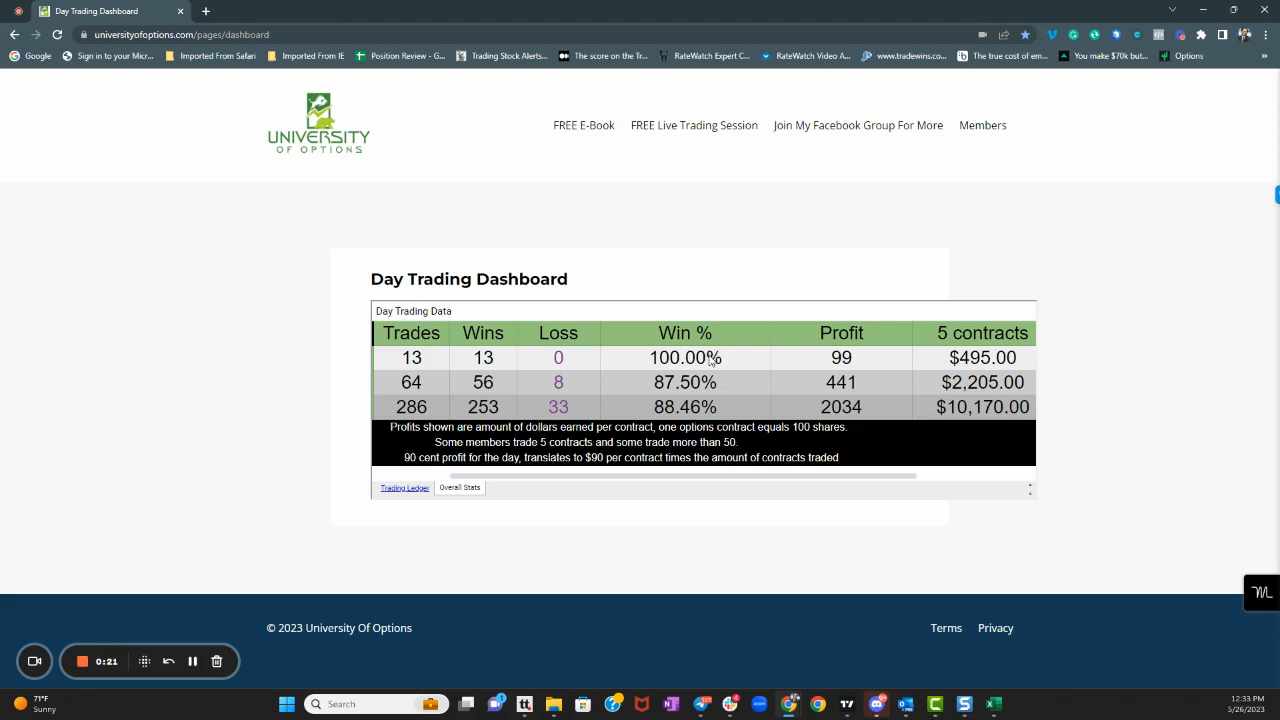 Day Trading Dashboard
universityofoptions.com/pages/dashboard
Google
Sign in to your Micr...
Imported From Safari
Imported From IE
Position Review - G...
Trading Stock Alerts...
The score on the Tr...
RateWatch Expert C...
RateWatch Video A...
www.tradewins.co...
The true cost of em...
You make $70k but...
Options
UNIVERSITY
OF OPTIONS
FREE E-Book
FREE Live Trading Session
Join My Facebook Group For More
Members
Day Trading Dashboard
Day Trading Data
Trades Wins Loss Win % Profit 5 contracts
13 13 0 100.00% 99 $495.00
64 56 8 87.50% 441 $2,205.00
286 253 33 88.46% 2034 $10,170.00
Profits shown are amount of dollars earned per contract, one options contract equals 100 shares.
Some members trade 5 contracts and some trade more than 50.
90 cent profit for the day, translates to $90 per contract times the amount of contracts traded
Trading Ledger
Overall Stats
© 2023 University Of Options
Terms
Privacy
0:21
71°F
Sunny
Search
12:33 PM
5/26/2023